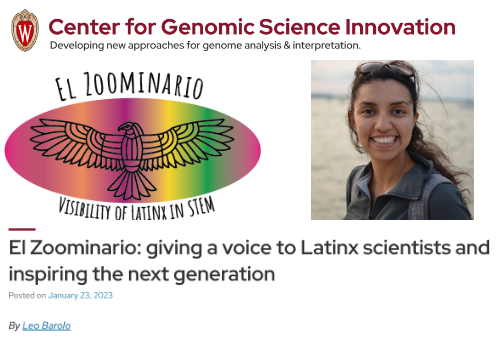 W
Center for Genomic Science Innovation
Developing new approaches for genome analysis & interpretation.
EL ZOOMINARIO
VISIBILITY OF LATINX IN STEM
El Zoominario: giving a voice to Latinx scientists and
inspiring the next generation
Posted on January 23, 2023
By Leo Barolo